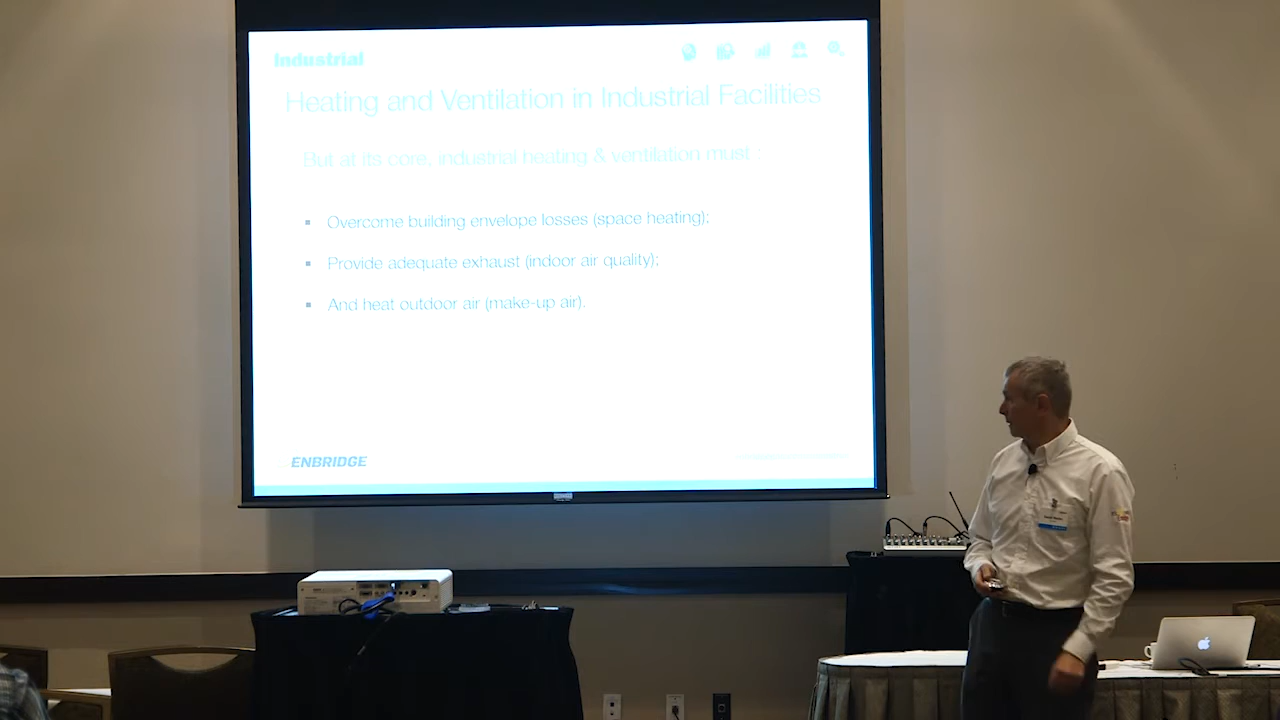 Industrial
Heating and Ventilation in Industrial Facilities
But at its core, industrial heating & ventilation must :
▪ Overcome building envelope losses (space heating);
▪ Provide adequate exhaust (indoor air quality);
▪ And heat outdoor air (make-up air).
ENBRIDGE